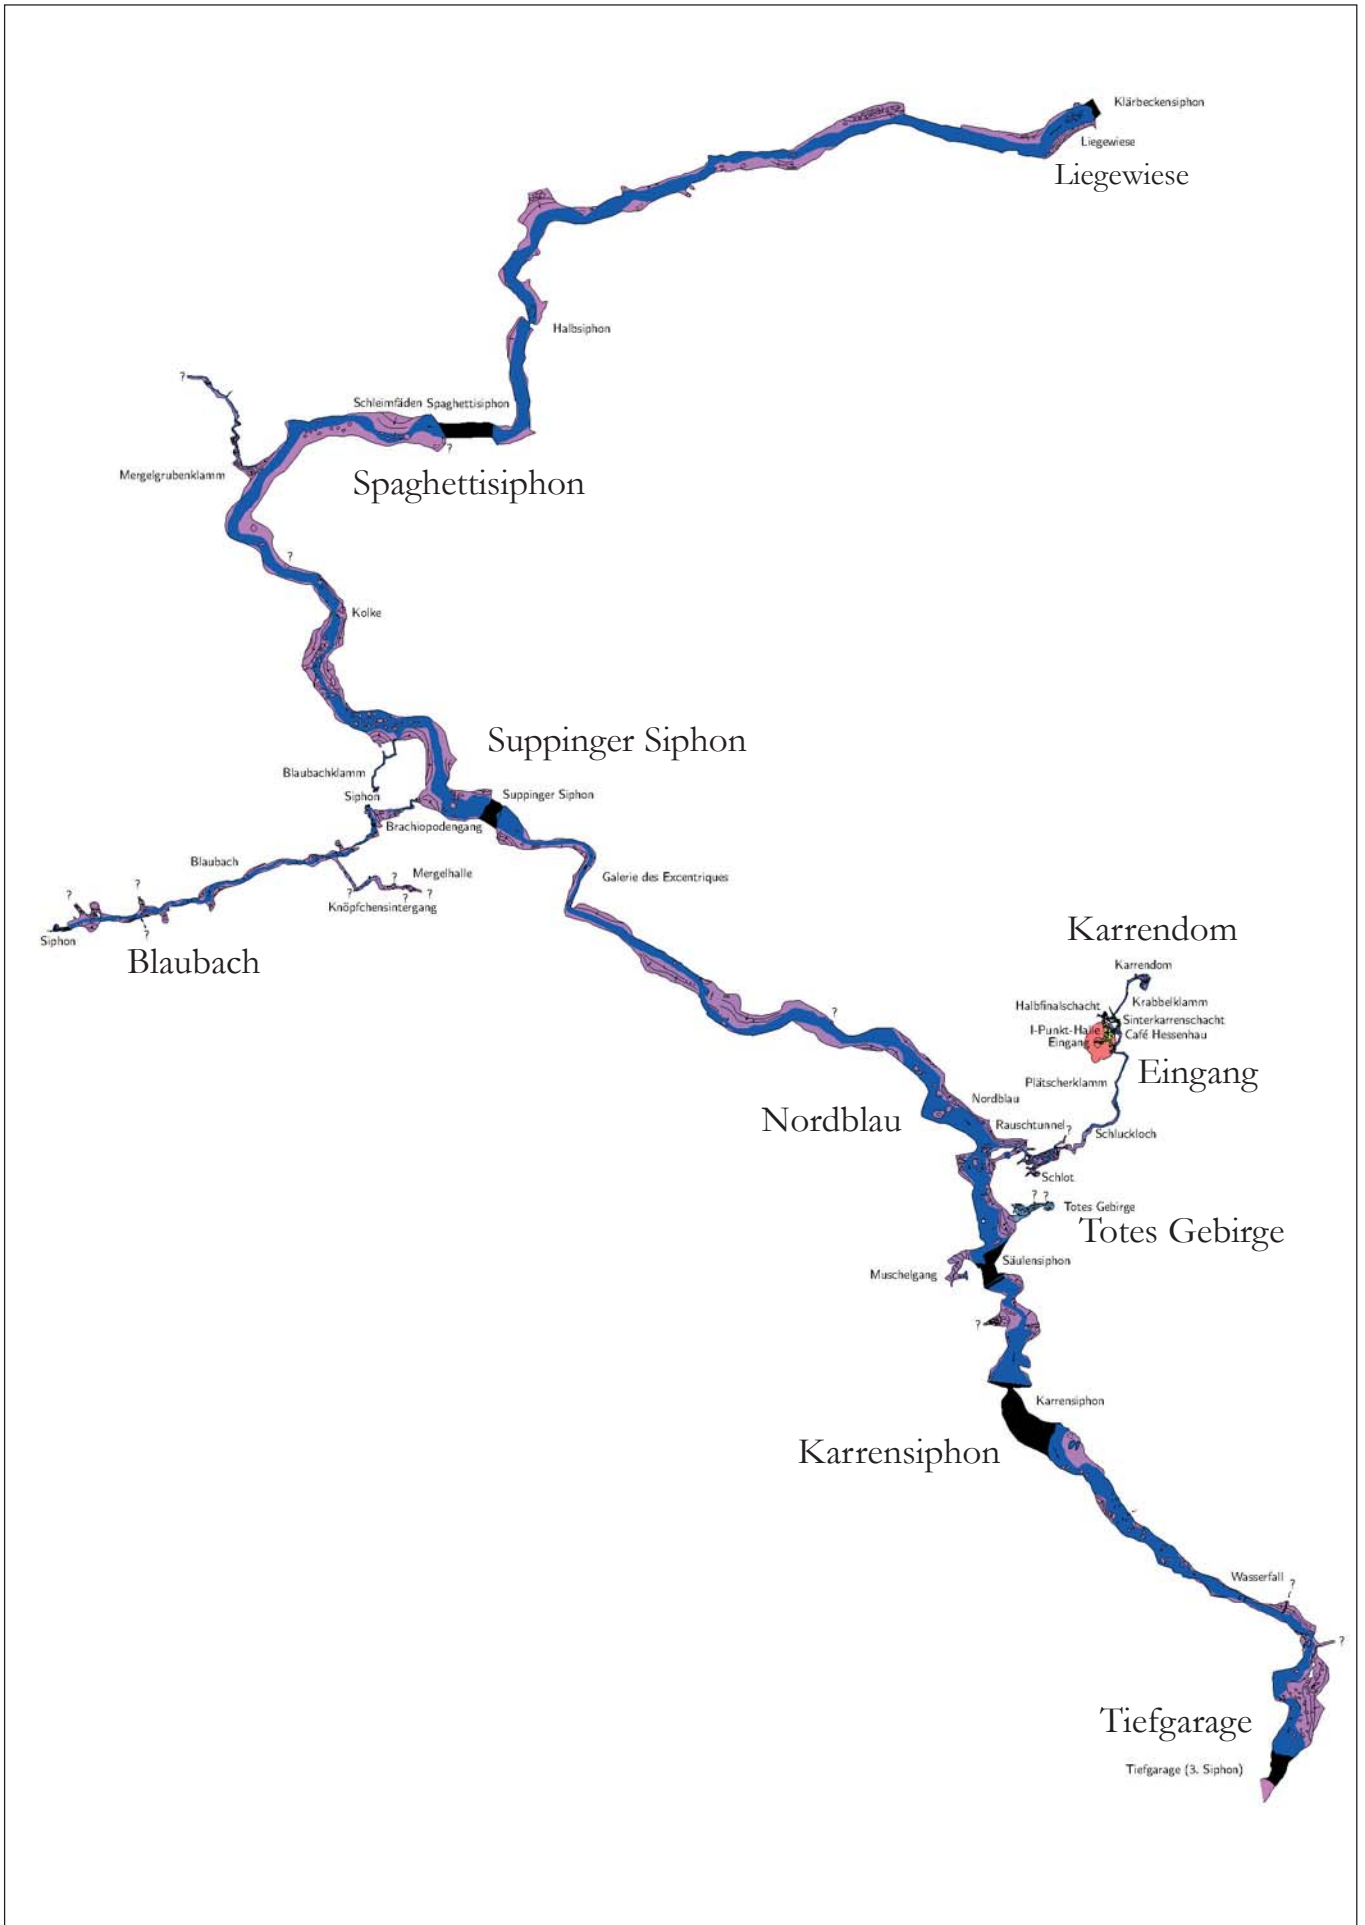 Klärbeckensiphon
Liegewiese
Liegewiese
Halbsiphon
?
Schleimfäden Spaghettisiphon
?
Mergelgrubenklamm
Spaghettisiphon
?
Kolke
Suppinger Siphon
Blaubachklamm
Siphon
Suppinger Siphon
Brachiopodengang
Blaubach
Mergelhalle
Galerie des Excentriques
?
?
?
?
?
?
Knöpfchensintergang
?
Siphon
Blaubach
Karrendom
Karrendom
Halbfinalschacht
Krabbelklamm
?
Sinterkarrenschacht
I-Punkt-Halle
Café Hessenhau
Eingang
Eingang
Plätscherklamm
Nordblau
Nordblau
Rauschtunnel
?
Schluckloch
Schlot
? ?
Totes Gebirge
Totes Gebirge
Säulensiphon
Muschelgang
?
Karrensiphon
Karrensiphon
Wasserfall
?
?
Tiefgarage
Tiefgarage (3. Siphon)